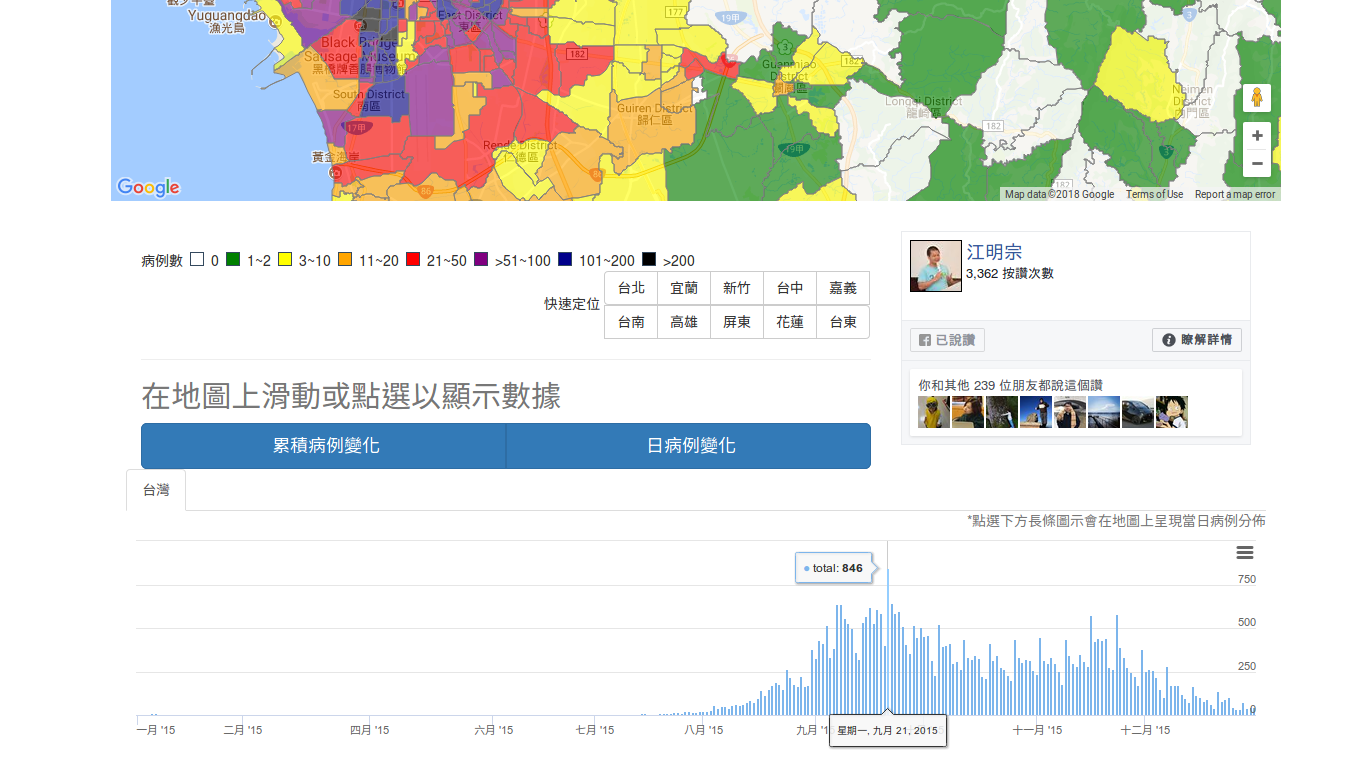 Yuguangdao
漁光島
East District
東區
177
19甲
3
3
Black Bridge
Sausage Museum
黑橋牌香腸博物館
182
182
Guanmiao
District
關廟區
South District
南區
Guiren District
歸仁區
Longqi District
龍崎區
Neimen
District
內門區
17甲
182
黃金海岸
Rende District
仁德區
19甲
3
86
86
182
Google
Map data ©2018 Google Terms of Use Report a map error
病例數 0 1~2 3~10 11~20 21~50 >51~100 101~200 >200
快速定位
台北 宜蘭 新竹 台中 嘉義
台南 高雄 屏東 花蓮 台東
江明宗
3,362 按讚次數
已說讚
瞭解詳情
你和其他 239 位朋友都說這個讚
在地圖上滑動或點選以顯示數據
累積病例變化 日病例變化
台灣
*點選下方長條圖示會在地圖上呈現當日病例分佈
total: 846
750
500
250
0
一月 '15 二月 '15 四月 '15 六月 '15 七月 '15 八月 '15 九月 '1 十一月 '15 十二月 '15
星期一, 九月 21, 2015